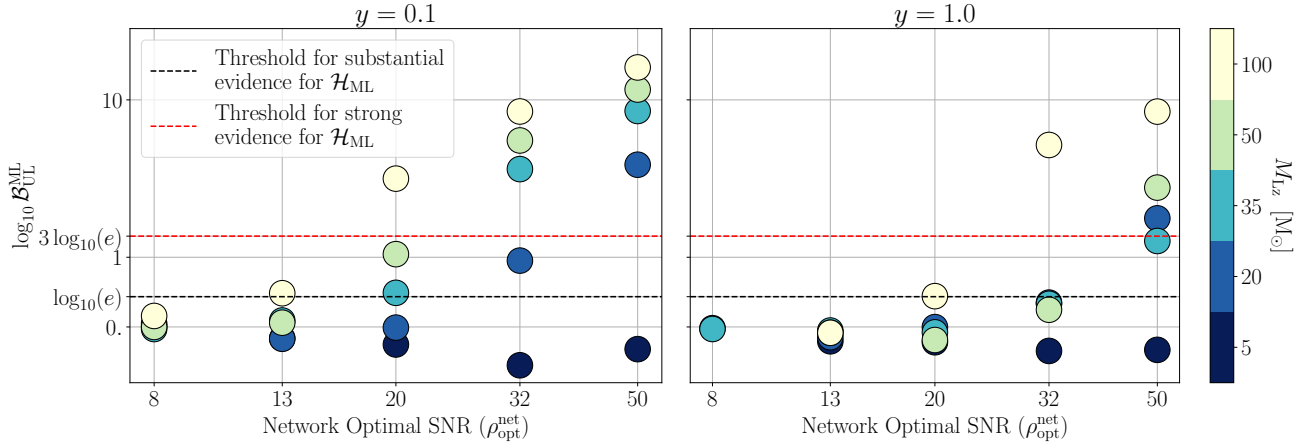 y = 0.1
y = 1.0
Threshold for substantial
evidence for ℋ_ML
Threshold for strong
evidence for ℋ_ML
log₁₀ ℬ^ML_UL
10
3 log₁₀(e)
1
log₁₀(e)
0.
8 13 20 32 50
Network Optimal SNR (ρ^net_opt)
8 13 20 32 50
Network Optimal SNR (ρ^net_opt)
100
50
35
20
5
M_Lz [M_⊙]